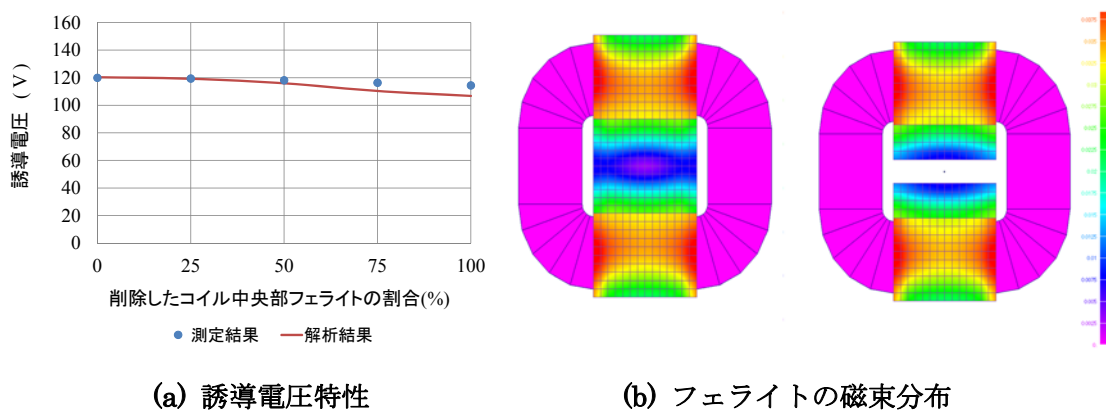 160
140
120
100
80
60
40
20
0
誘導電圧 (V)
0 25 50 75 100
削除したコイル中央部フェライトの割合(%)
測定結果 解析結果
(a) 誘導電圧特性
(b) フェライトの磁束分布